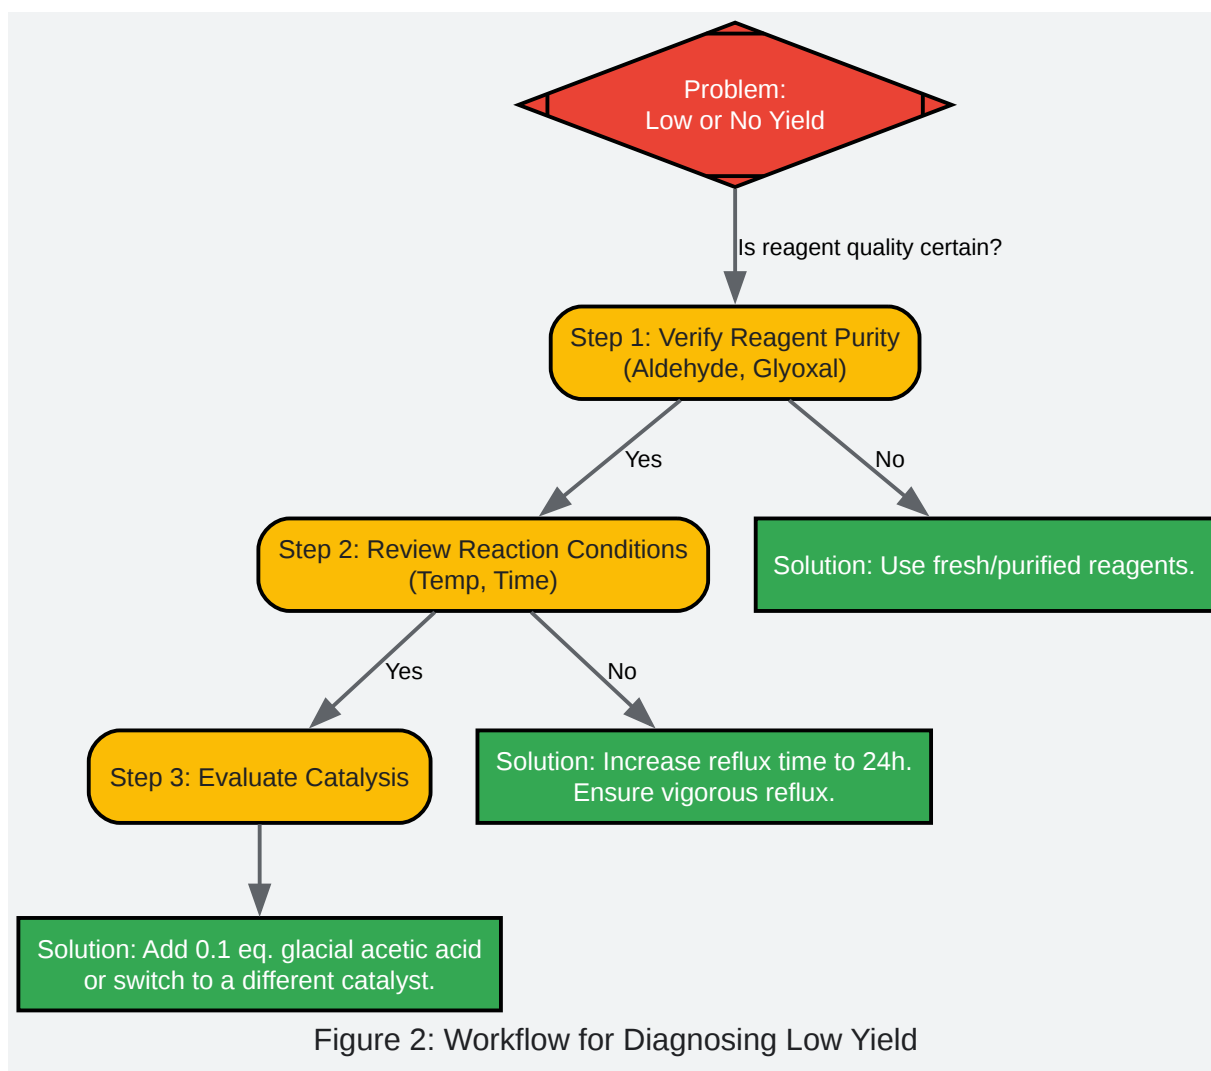 Problem:
Low or No Yield
Is reagent quality certain?
Step 1: Verify Reagent Purity
(Aldehyde, Glyoxal)
Yes
No
Step 2: Review Reaction Conditions
(Temp, Time)
Solution: Use fresh/purified reagents.
Yes
No
Step 3: Evaluate Catalysis
Solution: Increase reflux time to 24h.
Ensure vigorous reflux.
Solution: Add 0.1 eq. glacial acetic acid
or switch to a different catalyst.
Figure 2: Workflow for Diagnosing Low Yield